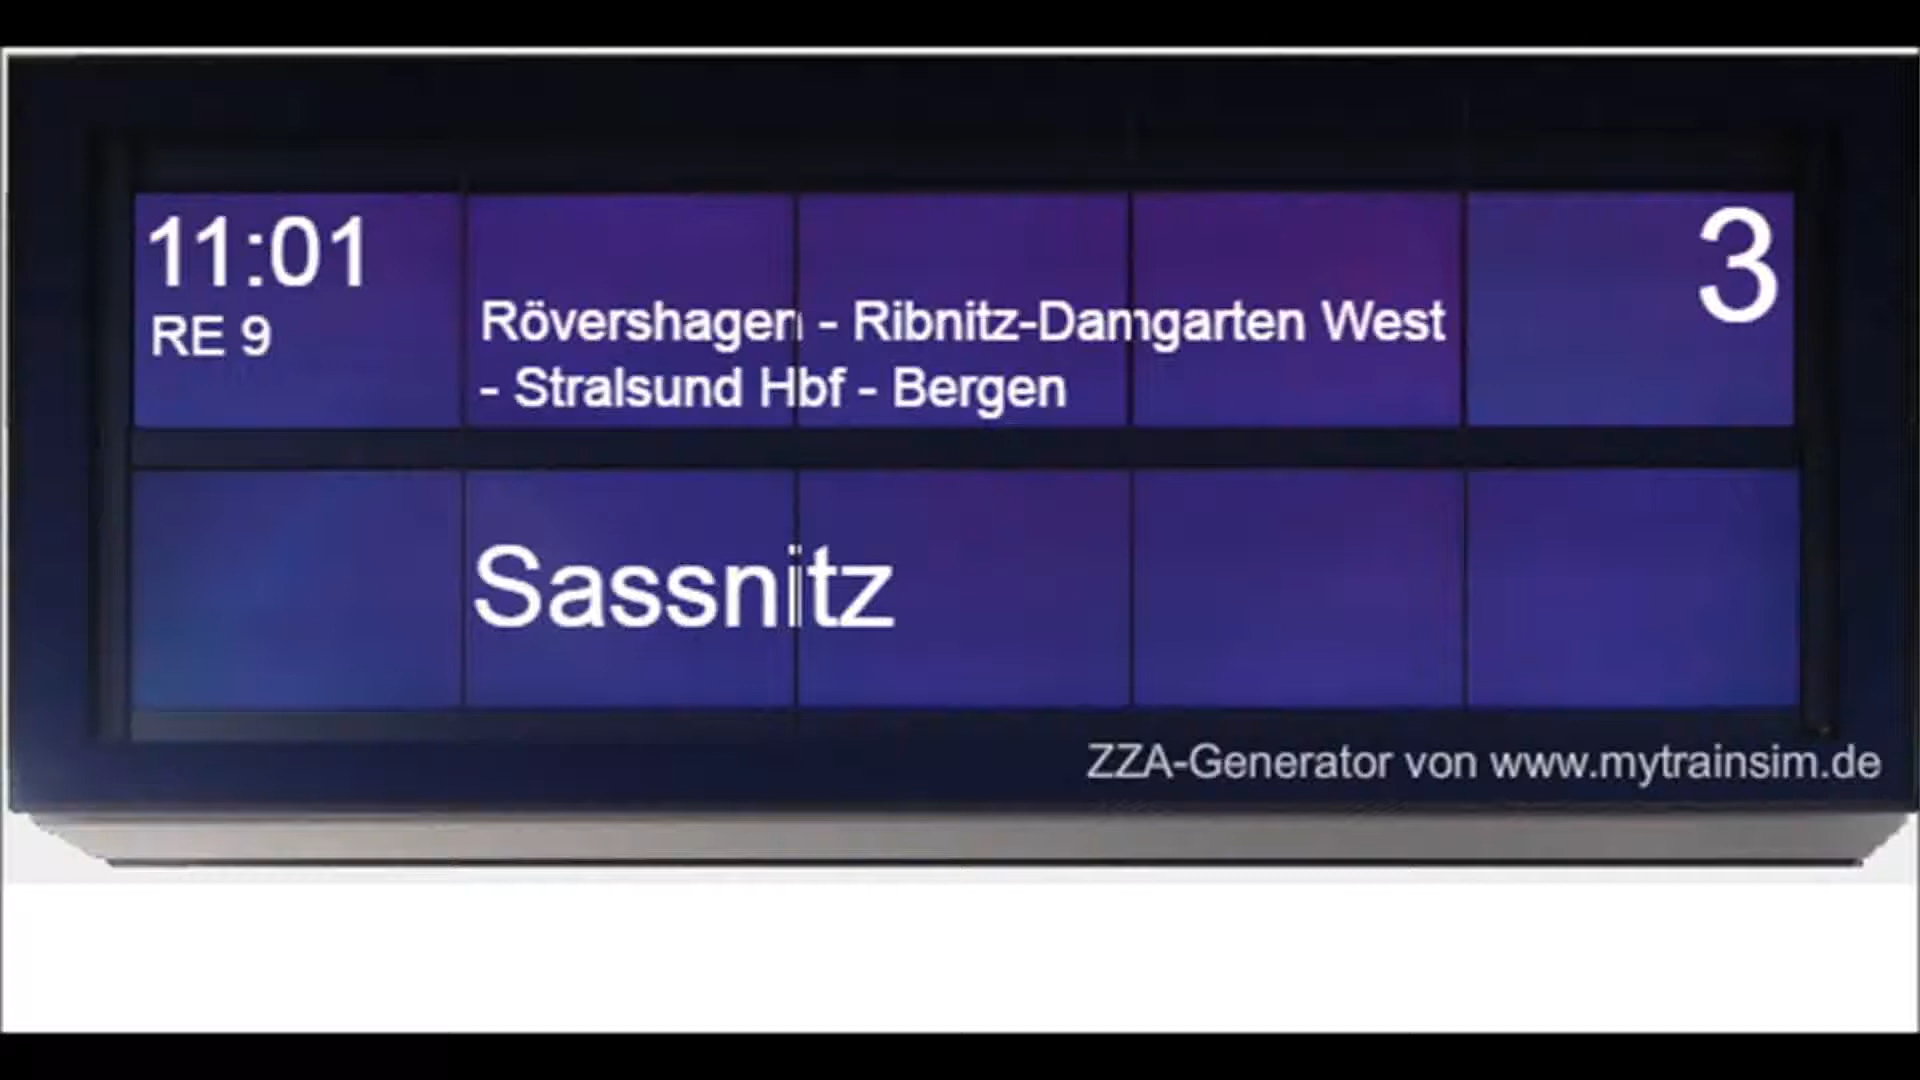 11:01
3
RE 9
Rövershagen - Ribnitz-Damgarten West
- Stralsund Hbf - Bergen
Sassnitz
ZZA-Generator von www.mytrainsim.de